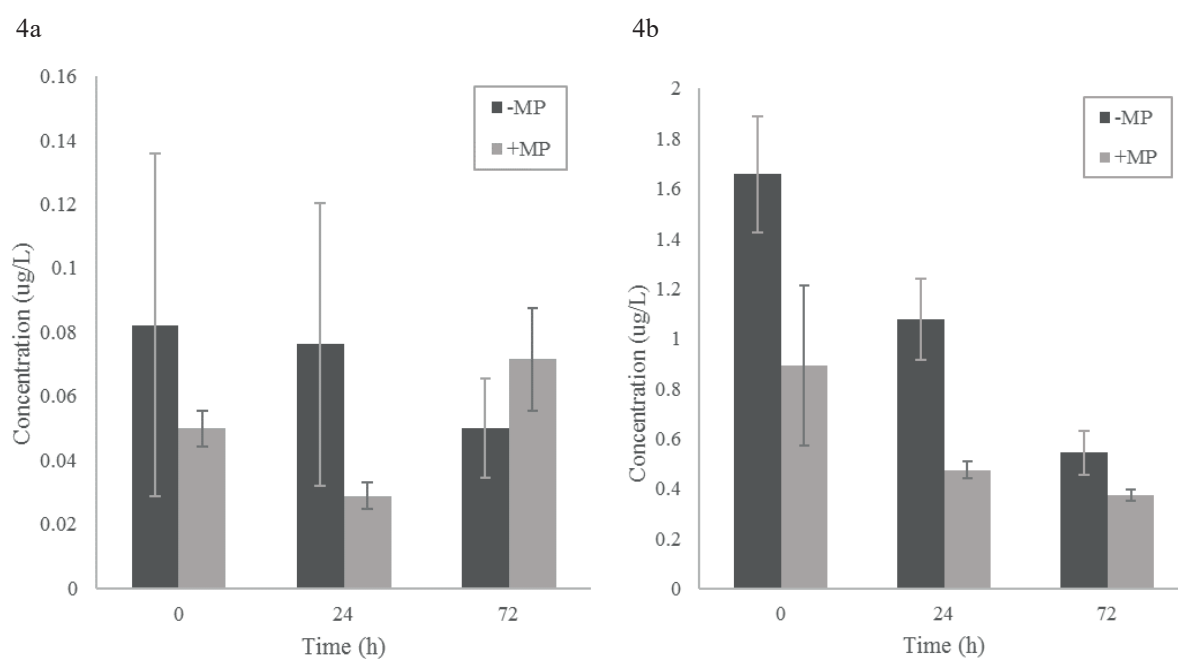 4a
0.16
0.14
0.12
0.1
0.08
0.06
0.04
0.02
0
Concentration (ug/L)
-MP
+MP
0 24 72
Time (h)
4b
2
1.8
1.6
1.4
1.2
1
0.8
0.6
0.4
0.2
0
Concentration (ug/L)
-MP
+MP
0 24 72
Time (h)